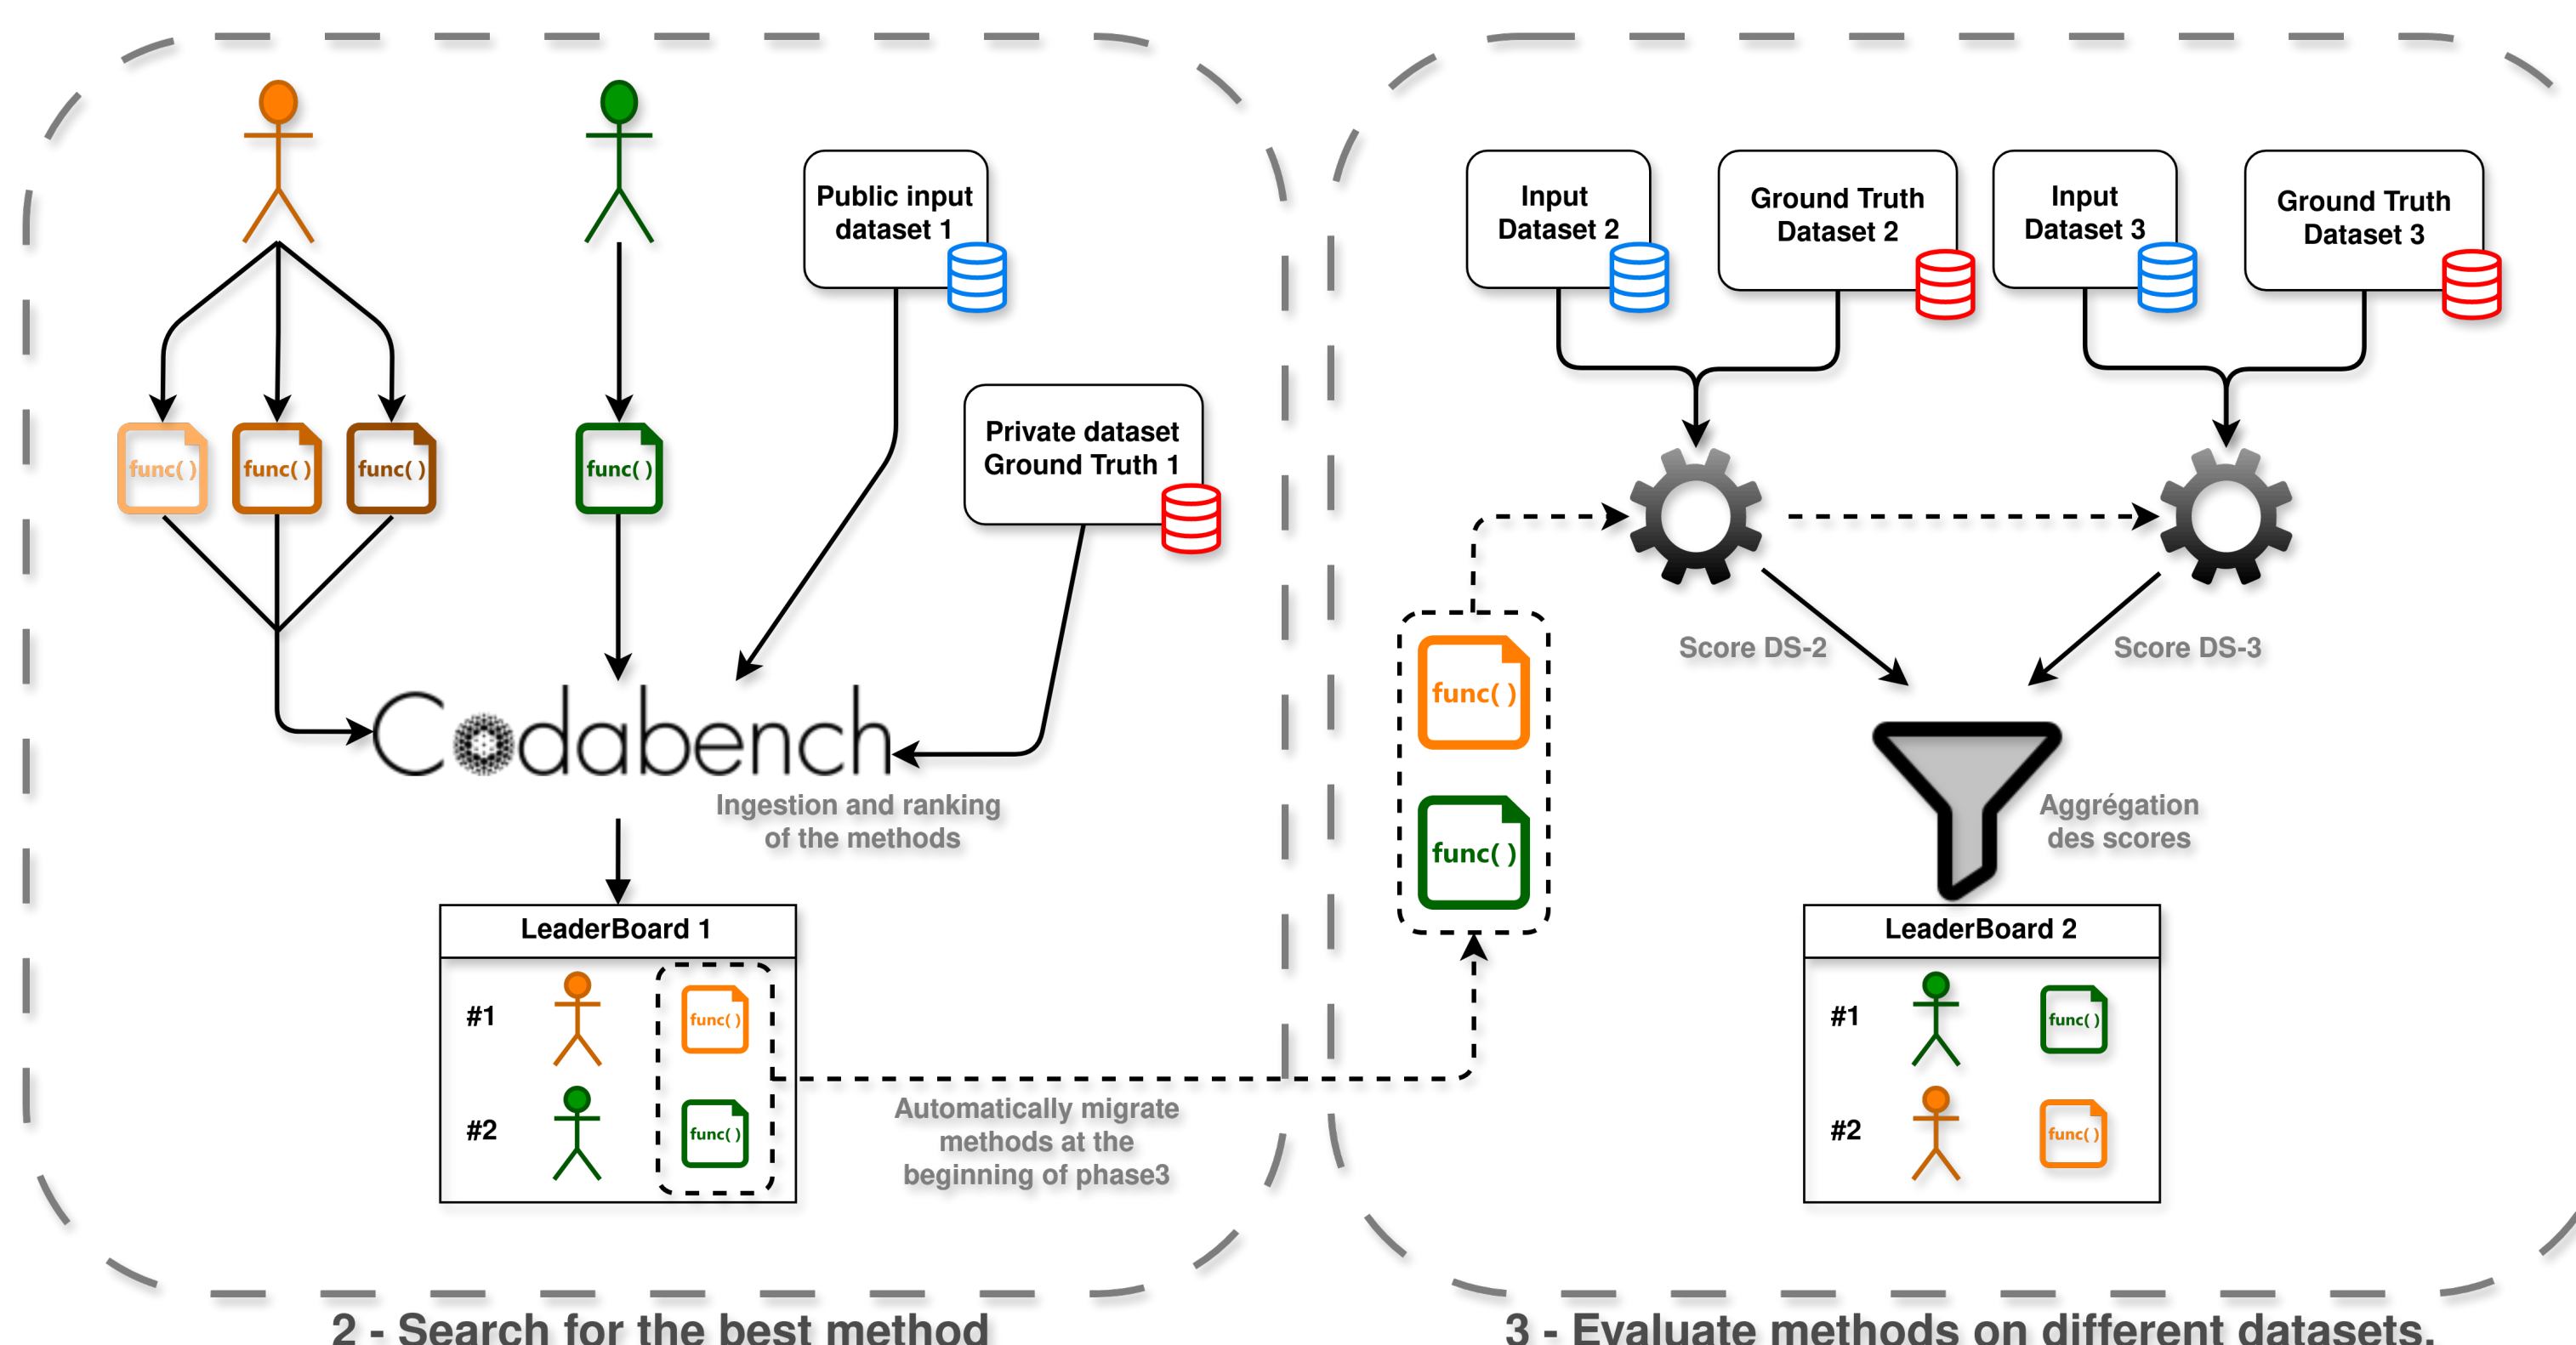 Public input
dataset 1
Private dataset
Ground Truth 1
func( )
func( )
func( )
func( )
Codabench
Ingestion and ranking
of the methods
LeaderBoard 1
#1
func( )
#2
func( )
Automatically migrate
methods at the
beginning of phase3
2 - Search for the best method
Input
Dataset 2
Ground Truth
Dataset 2
Input
Dataset 3
Ground Truth
Dataset 3
Score DS-2
Score DS-3
func( )
func( )
Aggrégation
des scores
LeaderBoard 2
#1
func( )
#2
func( )
3 - Evaluate methods on different datasets.